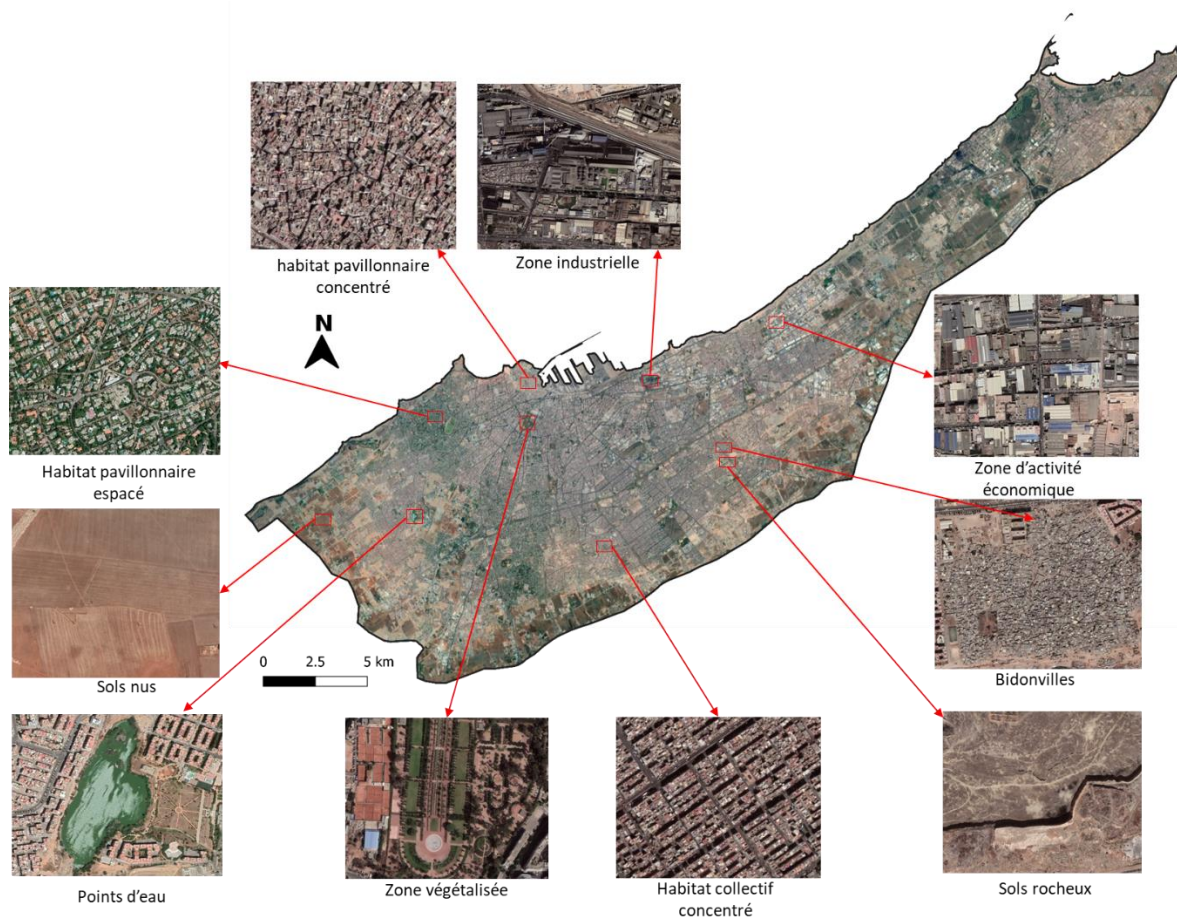 habitat pavillonnaire
concentré
Zone industrielle
N
Habitat pavillonnaire
espacé
Zone d'activité
économique
Sols nus
0 2.5 5 km
Bidonvilles
Points d'eau
Zone végétalisée
Habitat collectif
concentré
Sols rocheux